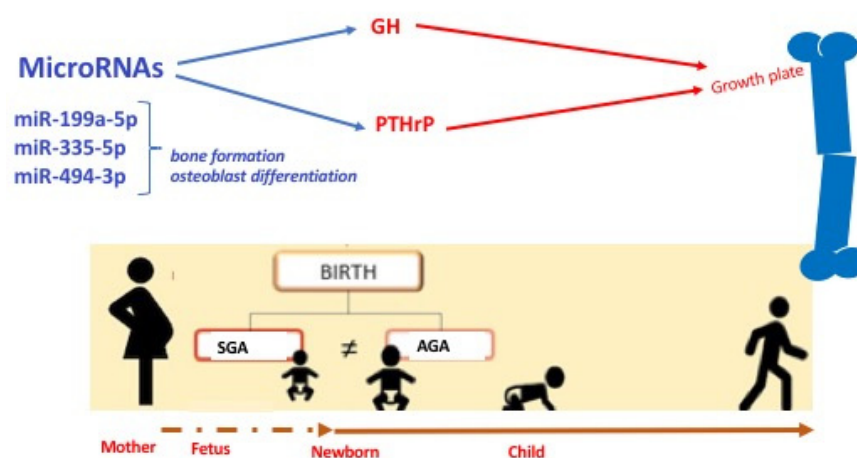 GH
MicroRNAs
Growth plate
PTHrP
miR-199a-5p
miR-335-5p
miR-494-3p
bone formation
osteoblast differentiation
BIRTH
SGA
≠
AGA
Mother
Fetus
Newborn
Child